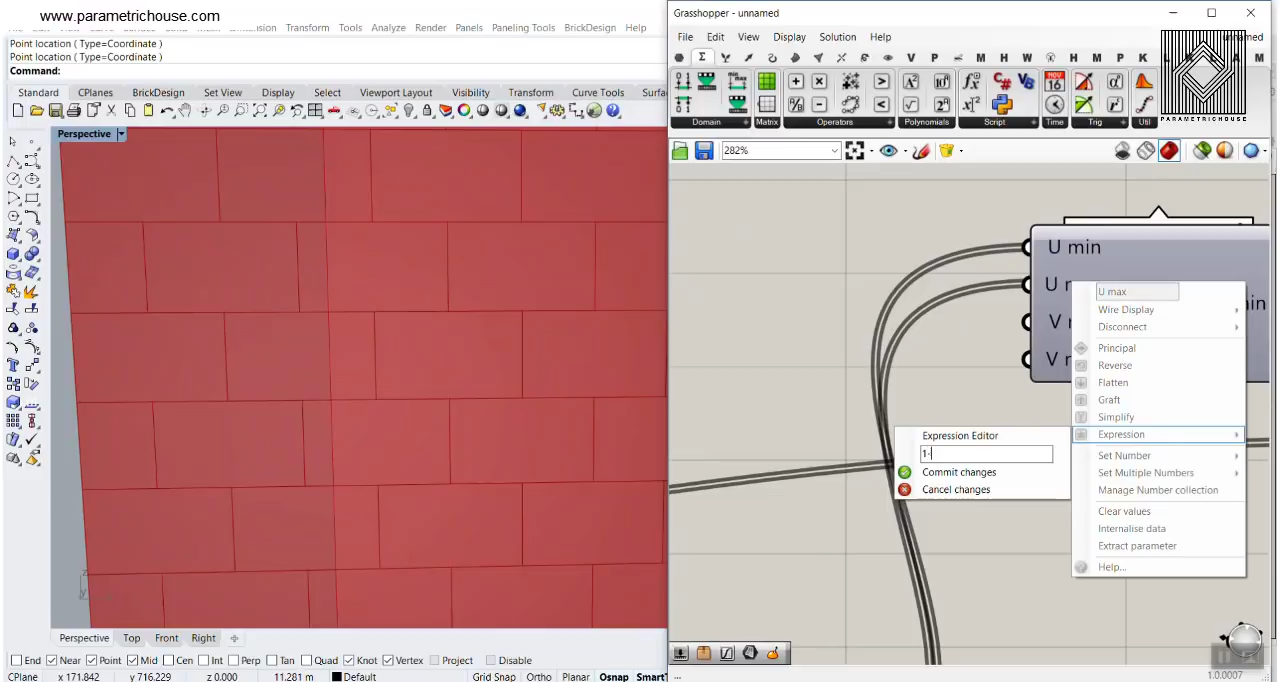 www.parametrichouse.com
Transform Tools Analyze Render Panels Paneling Tools BrickDesign Help
Point location ( Type=Coordinate )
Point location ( Type=Coordinate )
Command:
Standard CPlanes BrickDesign Set View Display Select Viewport Layout Visibility Transform Curve Tools Surfa
Perspective
Perspective Top Front Right
End Near Point Mid Cen Int Perp Tan Quad Knot Vertex Project Disable
CPlane x 171.842 y 716.229 z 0.000 11.281 m Default Grid Snap Ortho Planar Osnap SmartT
Grasshopper - unnamed
File Edit View Display Solution Help
unnamed
PARAMETRICHOUSE
Domain Matrix Operators Polynomials Script Time Trig Util
282%
U min
U m
V
V
min
U max
Wire Display
Disconnect
Principal
Reverse
Flatten
Graft
Simplify
Expression
Set Number
Set Multiple Numbers
Manage Number collection
Clear values
Internalise data
Extract parameter
Help...
Expression Editor
1-
Commit changes
Cancel changes
...
1.0.0007